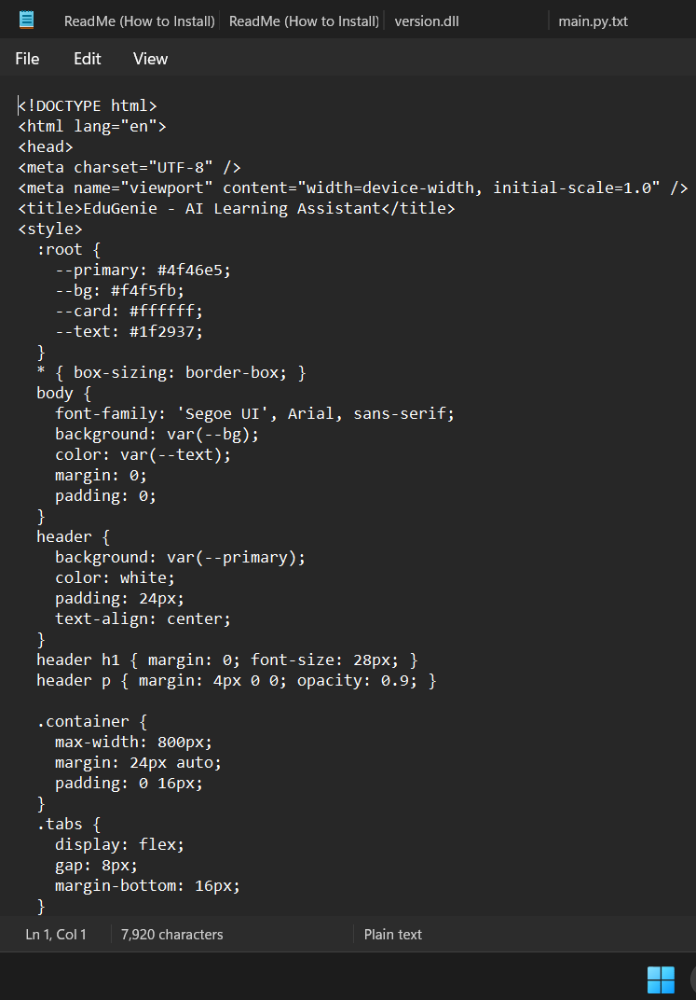 ReadMe (How to Install) ReadMe (How to Install) version.dll main.py.txt
File Edit View
<!DOCTYPE html>
<html lang="en">
<head>
<meta charset="UTF-8" />
<meta name="viewport" content="width=device-width, initial-scale=1.0" />
<title>EduGenie - AI Learning Assistant</title>
<style>
  :root {
    --primary: #4f46e5;
    --bg: #f4f5fb;
    --card: #ffffff;
    --text: #1f2937;
  }
  * { box-sizing: border-box; }
  body {
    font-family: 'Segoe UI', Arial, sans-serif;
    background: var(--bg);
    color: var(--text);
    margin: 0;
    padding: 0;
  }
  header {
    background: var(--primary);
    color: white;
    padding: 24px;
    text-align: center;
  }
  header h1 { margin: 0; font-size: 28px; }
  header p { margin: 4px 0 0; opacity: 0.9; }

  .container {
    max-width: 800px;
    margin: 24px auto;
    padding: 0 16px;
  }
  .tabs {
    display: flex;
    gap: 8px;
    margin-bottom: 16px;
  }
Ln 1, Col 1 7,920 characters Plain text